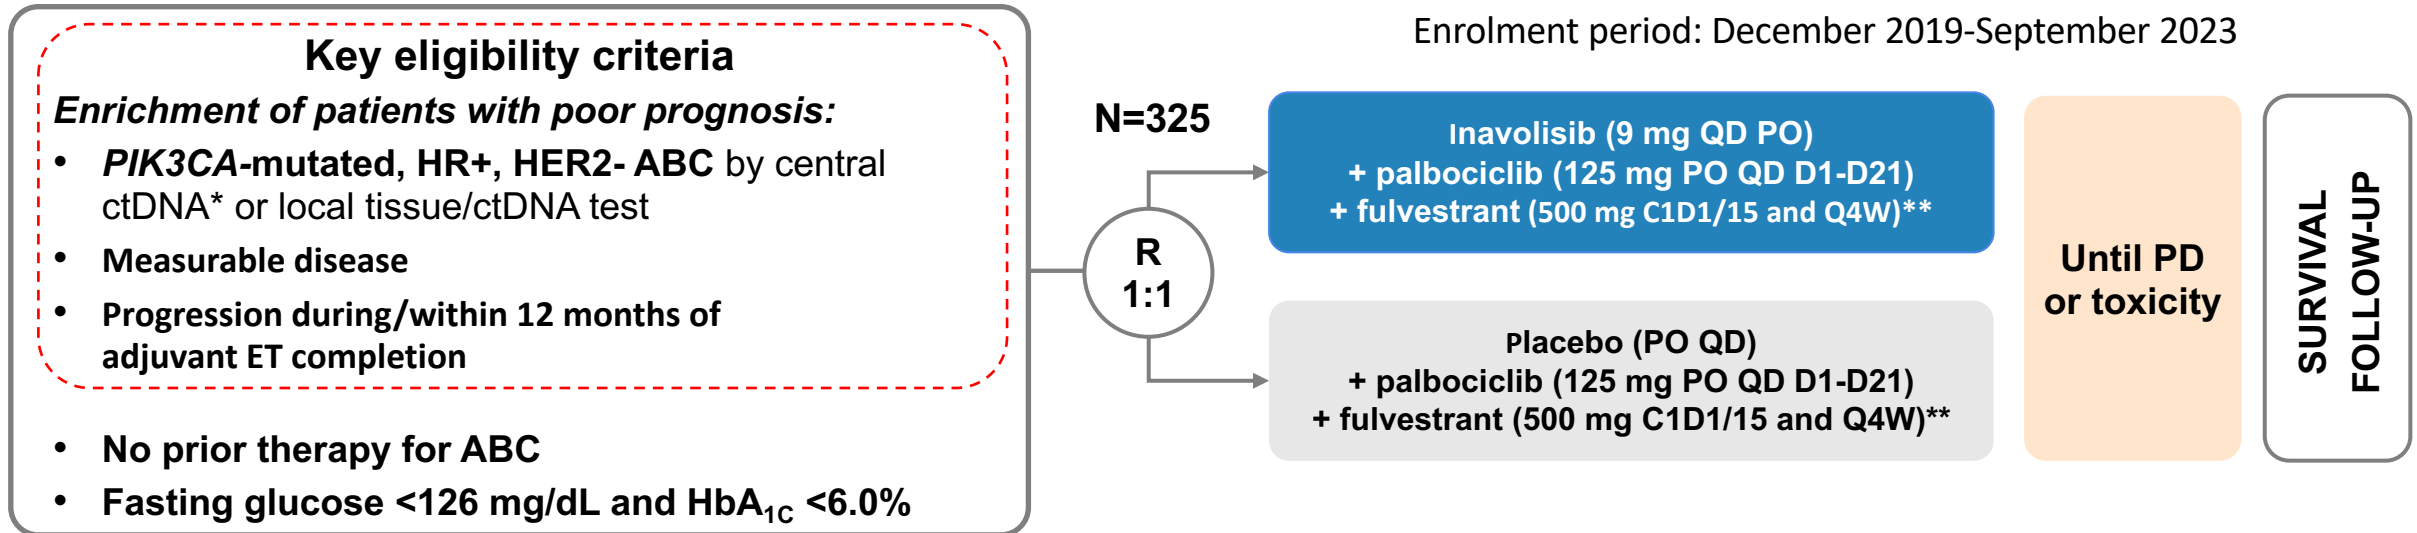 Key eligibility criteria
Enrichment of patients with poor prognosis:
• PIK3CA-mutated, HR+, HER2- ABC by central
ctDNA* or local tissue/ctDNA test
• Measurable disease
• Progression during/within 12 months of
adjuvant ET completion
• No prior therapy for ABC
• Fasting glucose <126 mg/dL and HbA1C <6.0%
N=325
R
1:1
Enrolment period: December 2019-September 2023
Inavolisib (9 mg QD PO)
+ palbociclib (125 mg PO QD D1-D21)
+ fulvestrant (500 mg C1D1/15 and Q4W)**
Placebo (PO QD)
+ palbociclib (125 mg PO QD D1-D21)
+ fulvestrant (500 mg C1D1/15 and Q4W)**
Until PD
or toxicity
SURVIVAL
FOLLOW-UP